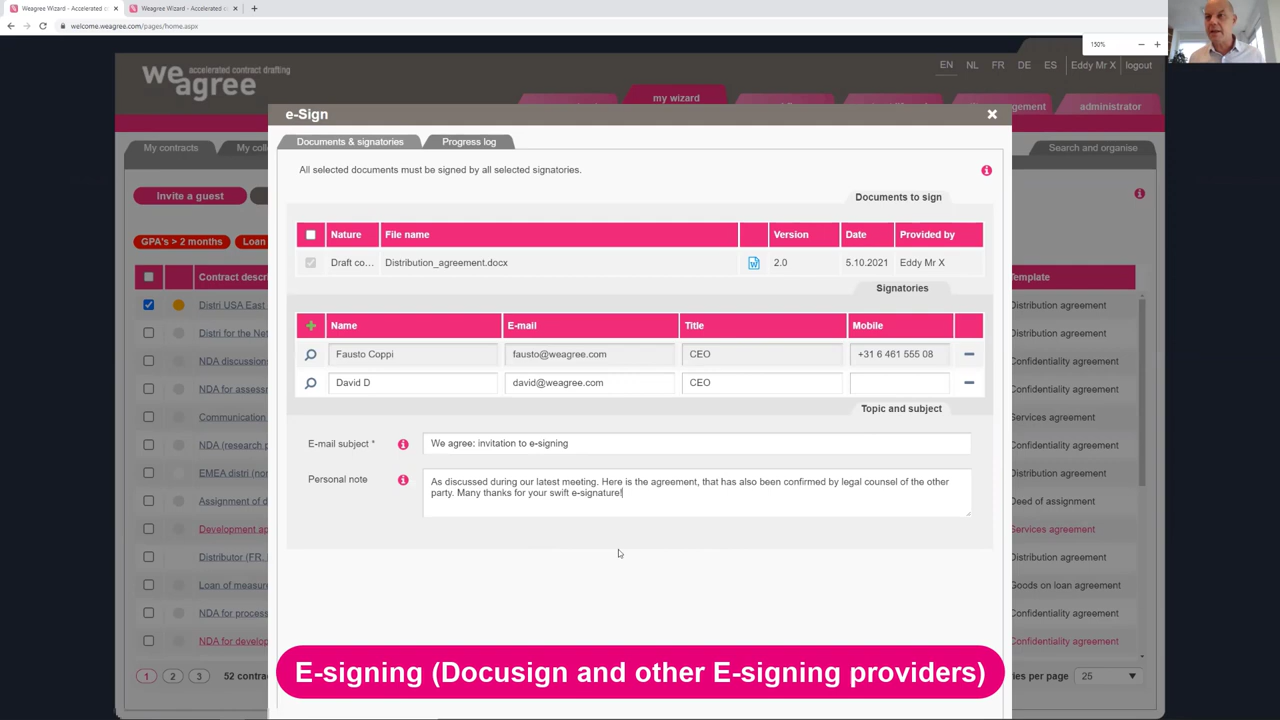 Weagree Wizard - Accelerated c
Weagree Wizard - Accelerated con
welcome.weagree.com/pages/home.aspx
150%
we agree
accelerated contract drafting
EN NL FR DE ES Eddy Mr X logout
my wizard
administrator
e-Sign
My contracts
Documents & signatories
Progress log
Search and organise
All selected documents must be signed by all selected signatories.
Invite a guest
Documents to sign
GPA's > 2 months
Loan
Nature File name Version Date Provided by
Draft co... Distribution_agreement.docx 2.0 5.10.2021 Eddy Mr X
Signatories
Name E-mail Title Mobile
Fausto Coppi fausto@weagree.com CEO +31 6 461 555 08
David D david@weagree.com CEO
Topic and subject
E-mail subject * We agree: invitation to e-signing
Personal note
As discussed during our latest meeting. Here is the agreement, that has also been confirmed by legal counsel of the other
party. Many thanks for your swift e-signature!
Contract descr
Distri USA East
Distri for the Net
NDA discussion
NDA for assess
Communication
NDA (research p
EMEA distri (nor
Assignment of d
Development ap
Distributor (FR,
Loan of measure
NDA for process
NDA for develop
Template
Distribution agreement
Distribution agreement
Confidentiality agreement
Confidentiality agreement
Services agreement
Confidentiality agreement
Distribution agreement
Deed of assignment
Services agreement
Distribution agreement
Goods on loan agreement
Confidentiality agreement
Confidentiality agreement
1 2 3 52 contra
es per page 25
E-signing (Docusign and other E-signing providers)